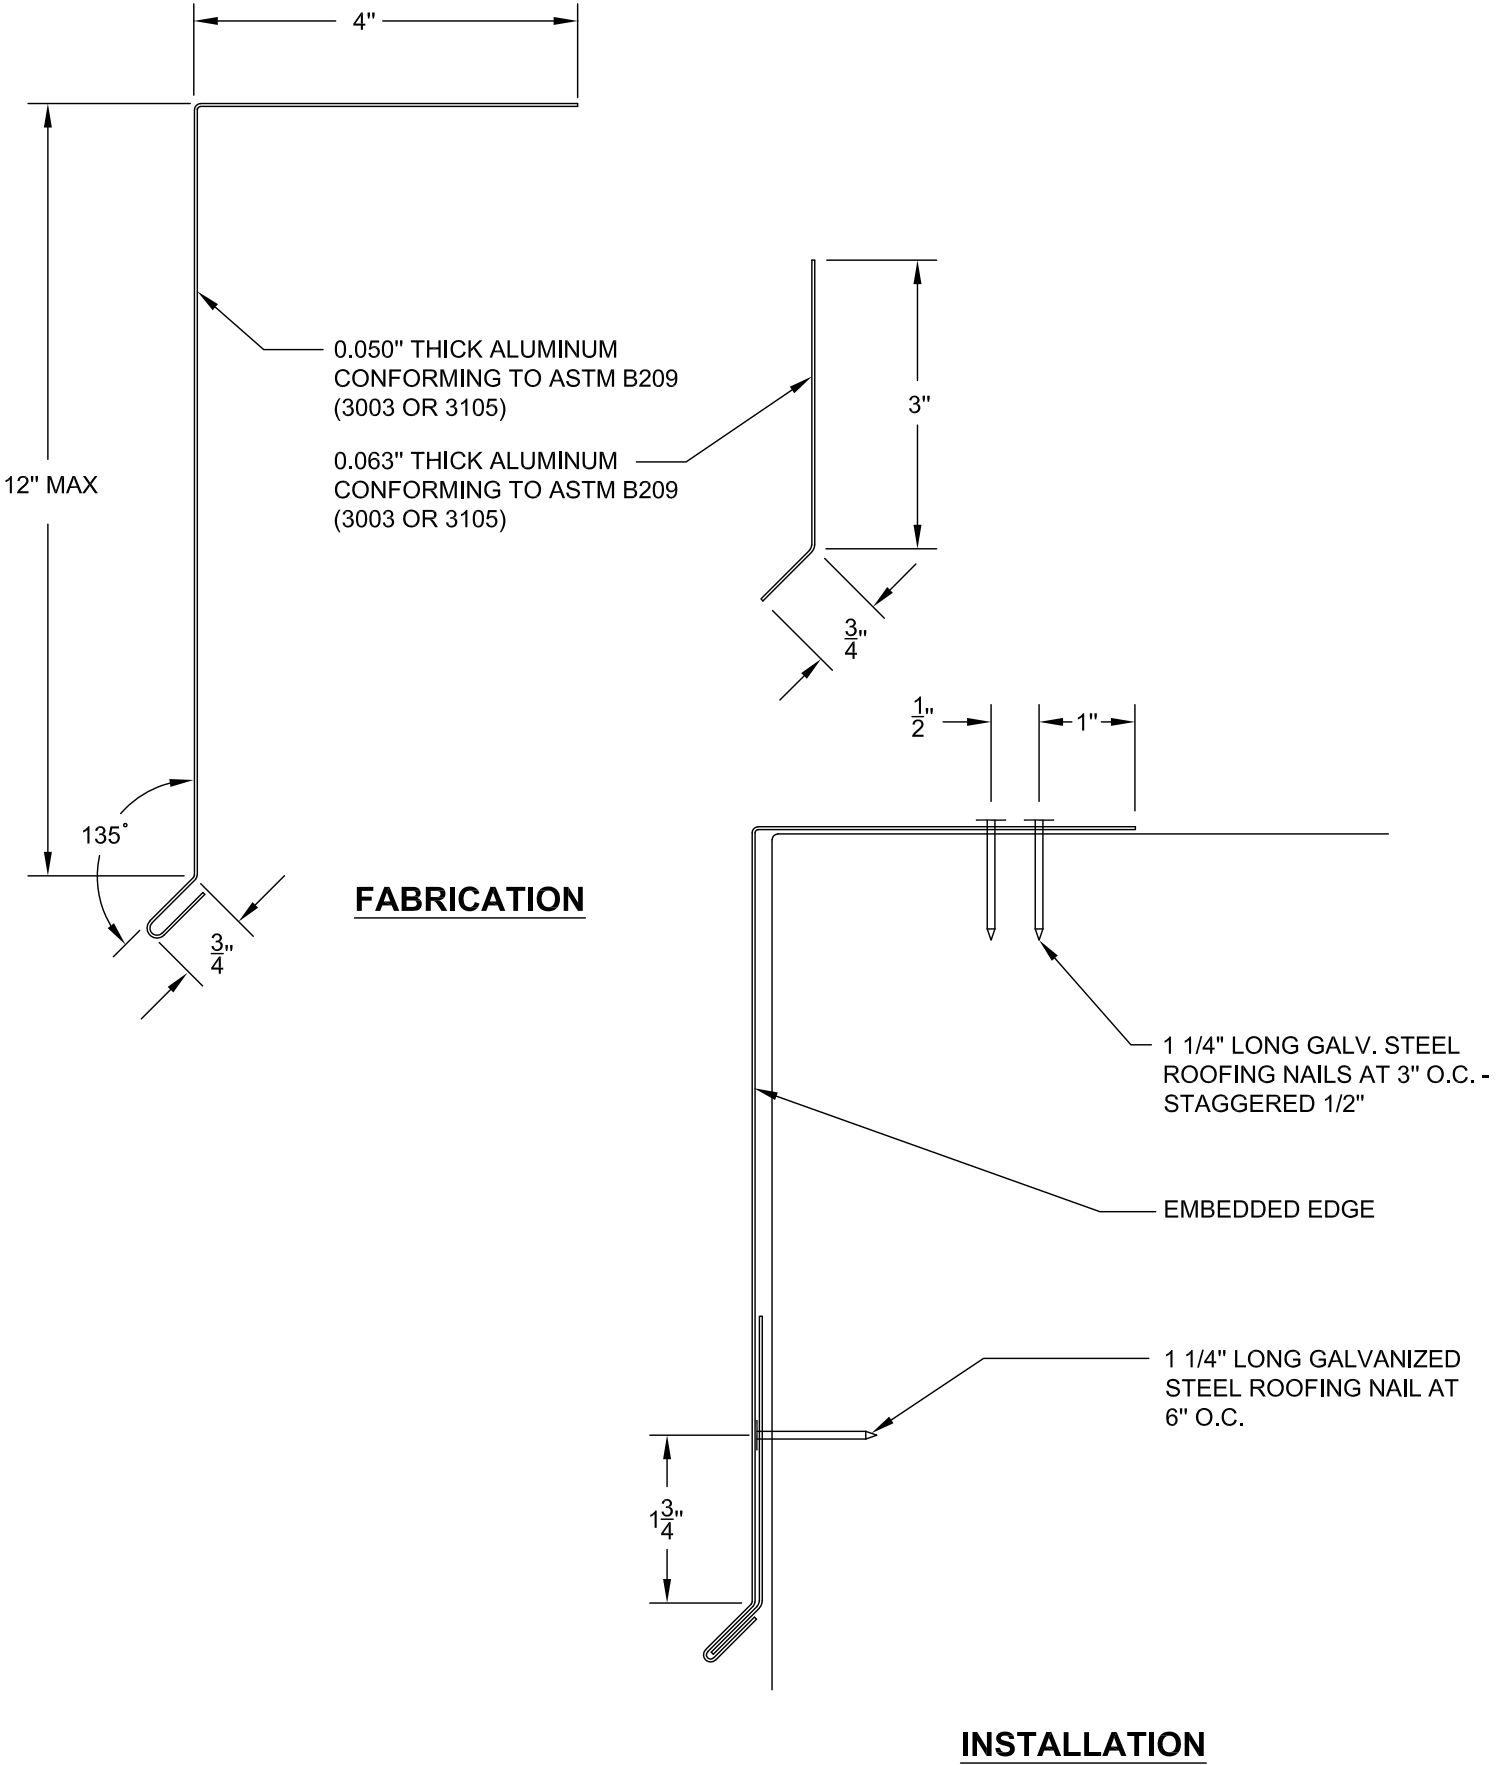 4"
0.050" THICK ALUMINUM
CONFORMING TO ASTM B209
(3003 OR 3105)
3"
0.063" THICK ALUMINUM
CONFORMING TO ASTM B209
(3003 OR 3105)
12" MAX
3/4"
1/2"
1"
135°
FABRICATION
3/4"
1 1/4" LONG GALV. STEEL
ROOFING NAILS AT 3" O.C. -
STAGGERED 1/2"
EMBEDDED EDGE
1 1/4" LONG GALVANIZED
STEEL ROOFING NAIL AT
6" O.C.
1 3/4"
INSTALLATION